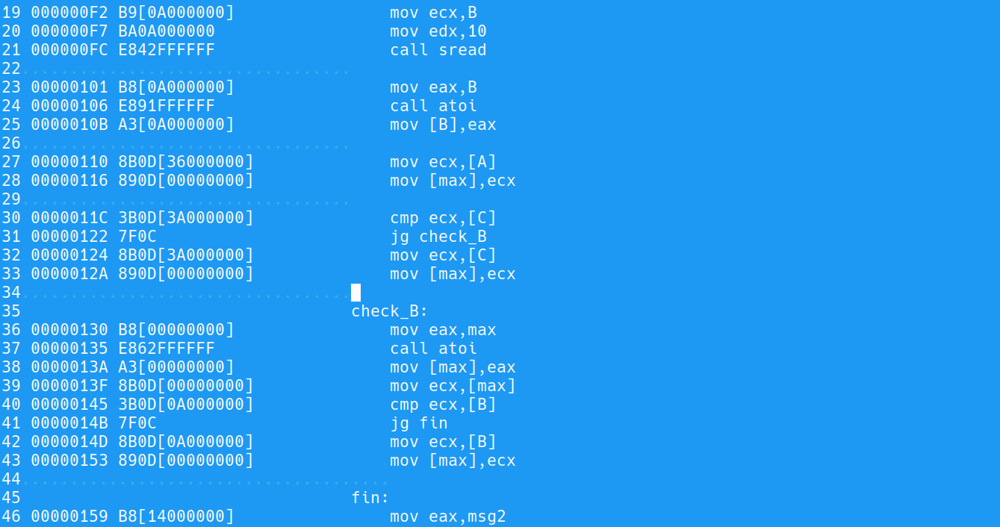 19 000000F2 B9[0A000000]                mov ecx,B
20 000000F7 BA0A000000                  mov edx,10
21 000000FC E842FFFFFF                  call sread
22
23 00000101 B8[0A000000]                mov eax,B
24 00000106 E891FFFFFF                  call atoi
25 0000010B A3[0A000000]                mov [B],eax
26
27 00000110 8B0D[36000000]              mov ecx,[A]
28 00000116 890D[00000000]              mov [max],ecx
29
30 0000011C 3B0D[3A000000]              cmp ecx,[C]
31 00000122 7F0C                        jg check_B
32 00000124 8B0D[3A000000]              mov ecx,[C]
33 0000012A 890D[00000000]              mov [max],ecx
34
35                                  check_B:
36 00000130 B8[00000000]                mov eax,max
37 00000135 E862FFFFFF                  call atoi
38 0000013A A3[00000000]                mov [max],eax
39 0000013F 8B0D[00000000]              mov ecx,[max]
40 00000145 3B0D[0A000000]              cmp ecx,[B]
41 0000014B 7F0C                        jg fin
42 0000014D 8B0D[0A000000]              mov ecx,[B]
43 00000153 890D[00000000]              mov [max],ecx
44
45                                  fin:
46 00000159 B8[14000000]                mov eax,msg2